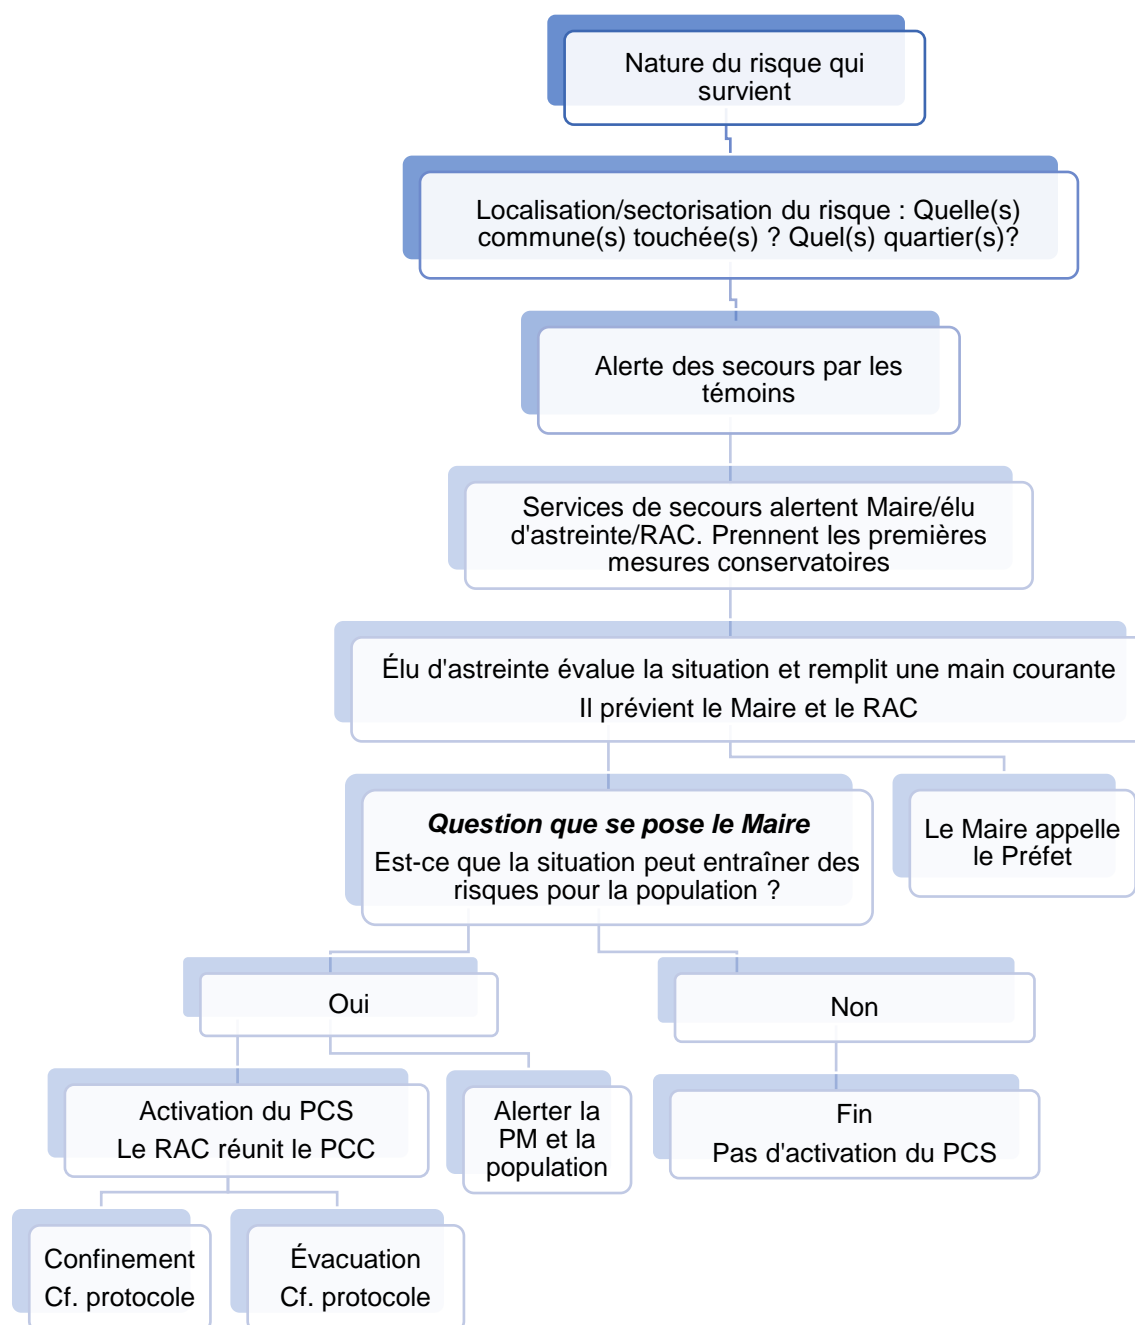 Nature du risque qui
survient
Localisation/sectorisation du risque : Quelle(s)
commune(s) touchée(s) ? Quel(s) quartier(s)?
Alerte des secours par les
témoins
Services de secours alertent Maire/élu
d'astreinte/RAC. Prennent les premières
mesures conservatoires
Élu d'astreinte évalue la situation et remplit une main courante
Il prévient le Maire et le RAC
Question que se pose le Maire
Est-ce que la situation peut entraîner des
risques pour la population ?
Le Maire appelle
le Préfet
Oui
Non
Activation du PCS
Le RAC réunit le PCC
Alerter la
PM et la
population
Fin
Pas d'activation du PCS
Confinement
Cf. protocole
Évacuation
Cf. protocole